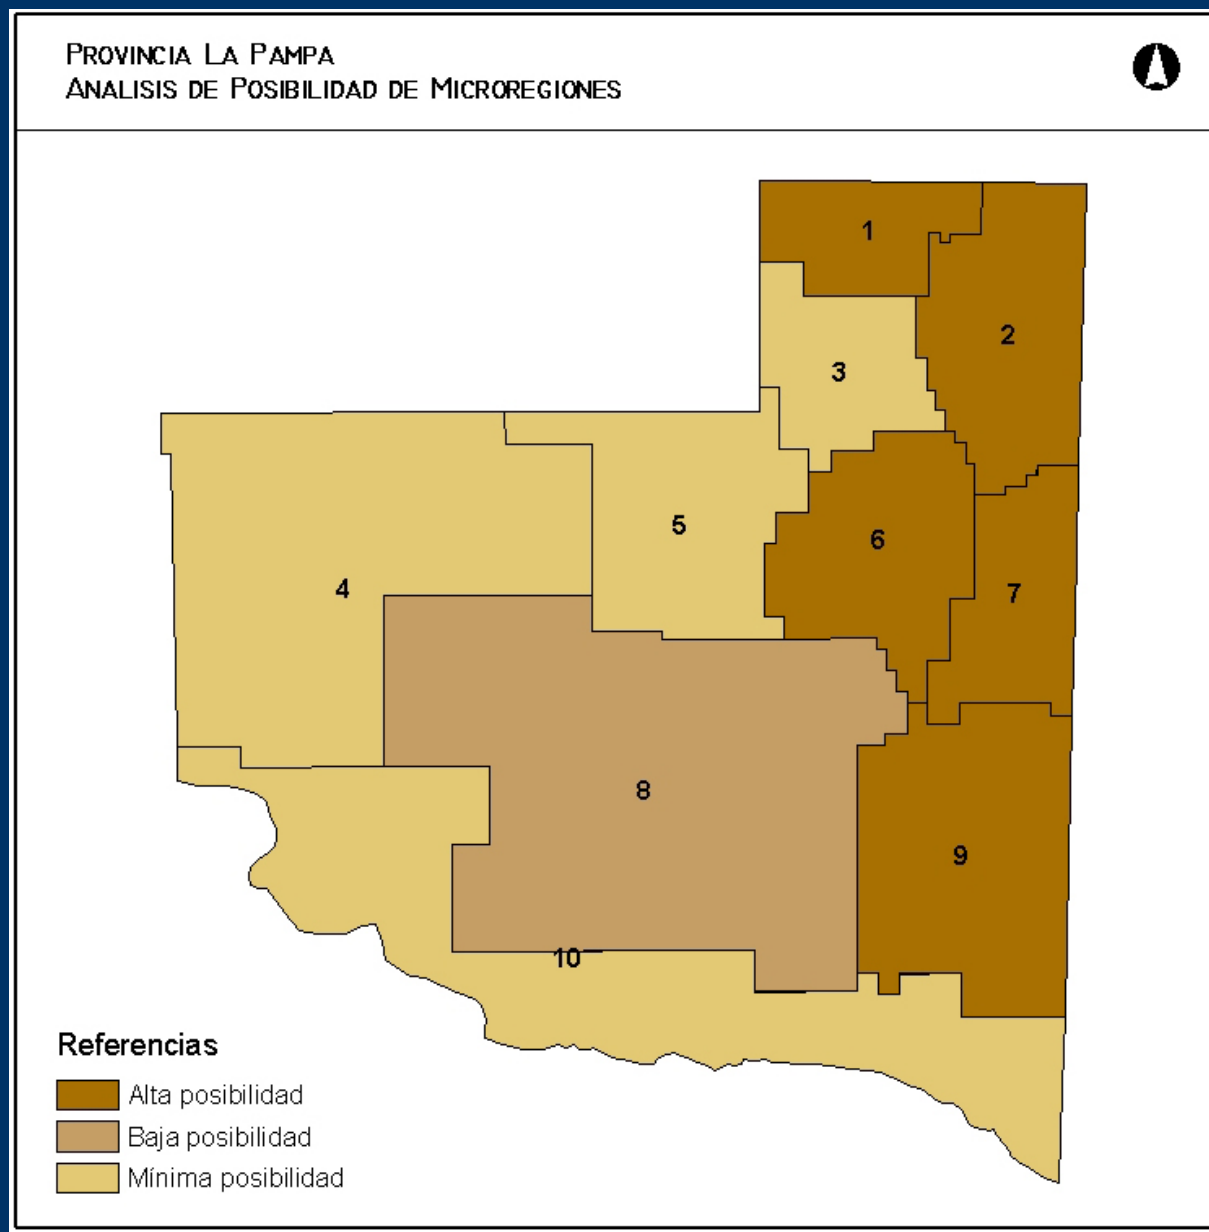 PROVINCIA LA PAMPA
ANALISIS DE POSIBILIDAD DE MICROREGIONES
1
2
3
4
5
6
7
8
9
10
Referencias
Alta posibilidad
Baja posibilidad
Mínima posibilidad